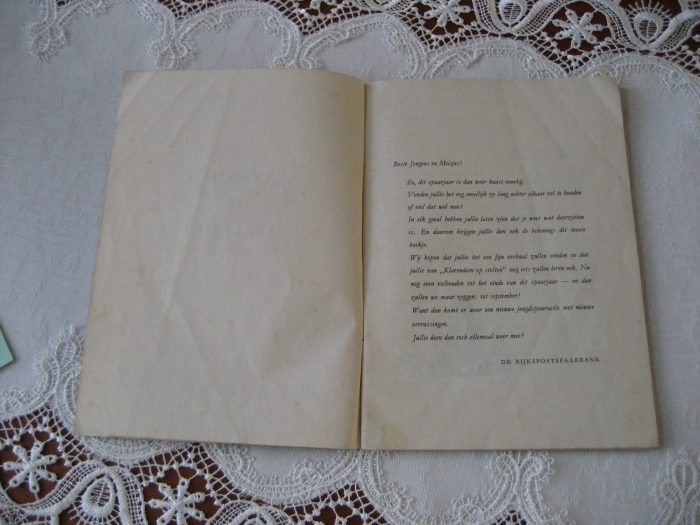 Beste Jongens en Meisjes!
Zo, dit spaarjaar is dan weer haast voorbij.
Vonden jullie het erg moeilijk zo lang achter elkaar vol te houden
of viel dat wel mee?
In elk geval hebben jullie laten zien dat je weet wat doorzetten
is. En daarom krijgen jullie dan ook de beloning: dit mooie
boekje.
Wij hopen dat jullie het een fijn verhaal zullen vinden en dat
jullie van „Klarendam op stelten" nog iets zullen leren ook. Nu
nog even volhouden tot het einde van dit spaarjaar — en dan
zullen we maar zeggen: tot september!
Want dan komt er weer een nieuwe jeugdspaaractie met nieuwe
verrassingen.
Jullie doen dan toch allemaal weer mee?
DE RIJKSPOSTSPAARBANK